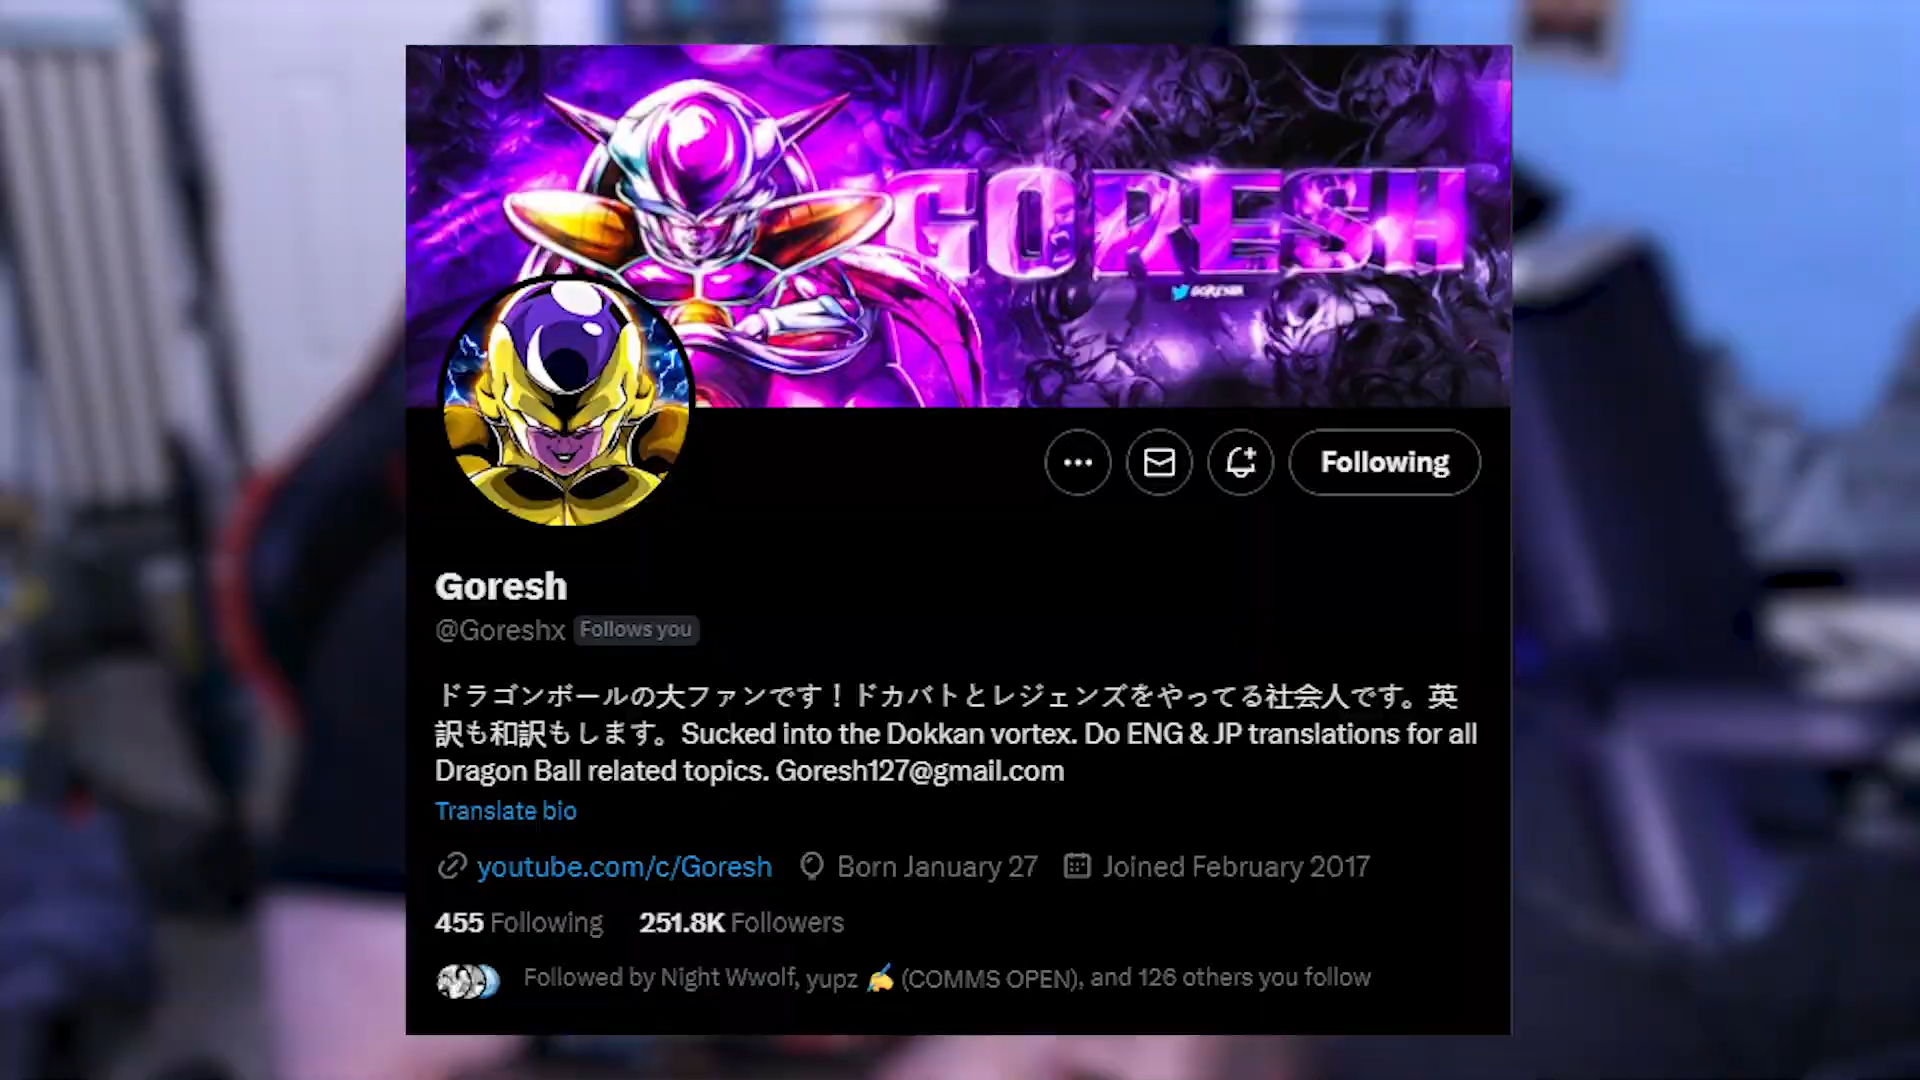 GORESH
Following
Goresh
@Goreshx Follows you
ドラゴンボールの大ファンです！ドカバトとレジェンズをやってる社会人です。英
訳も和訳もします。Sucked into the Dokkan vortex. Do ENG & JP translations for all
Dragon Ball related topics. Goresh127@gmail.com
Translate bio
youtube.com/c/Goresh Born January 27 Joined February 2017
455 Following 251.8K Followers
Followed by Night Wwolf, yupz ✍ (COMMS OPEN), and 126 others you follow